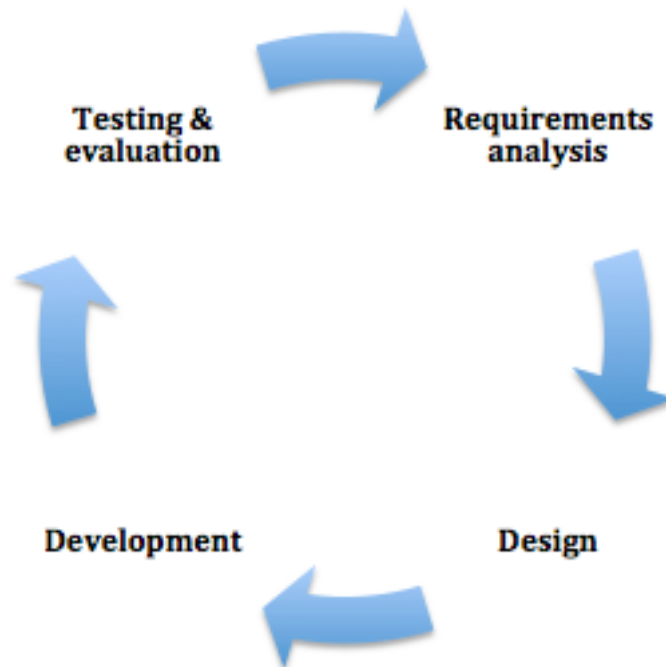 Testing &
evaluation
Requirements
analysis
Development
Design